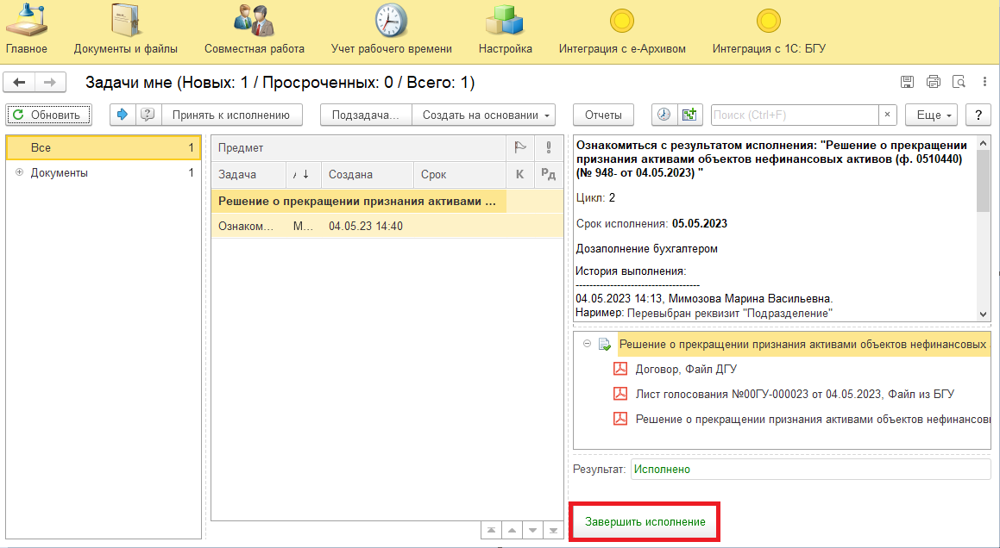 Главное
Документы и файлы
Совместная работа
Учет рабочего времени
Настройка
Интеграция с е-Архивом
Интеграция с 1С: БГУ
Задачи мне (Новых: 1 / Просроченных: 0 / Всего: 1)
Обновить
Принять к исполнению
Подзадача...
Создать на основании
Отчеты
Поиск (Ctrl+F)
×
Еще
?
Все 1
Документы 1
Предмет
Задача
↓
Создана
Срок
К
Рд
Решение о прекращении признания активами ...
Ознаком... М... 04.05.23 14:40
Ознакомиться с результатом исполнения: "Решение о прекращении
признания активами объектов нефинансовых активов (ф. 0510440)
(№ 948- от 04.05.2023) "
Цикл: 2
Срок исполнения: 05.05.2023
Дозаполнение бухгалтером
История выполнения:
------------------------------------
04.05.2023 14:13, Мимозова Марина Васильевна.
Наример: Перевыбран реквизит "Подразделение"
Решение о прекращении признания активами объектов нефинансовых
Договор, Файл ДГУ
Лист голосования №00ГУ-000023 от 04.05.2023, Файл из БГУ
Решение о прекращении признания активами объектов нефинансовы
Результат: Исполнено
Завершить исполнение